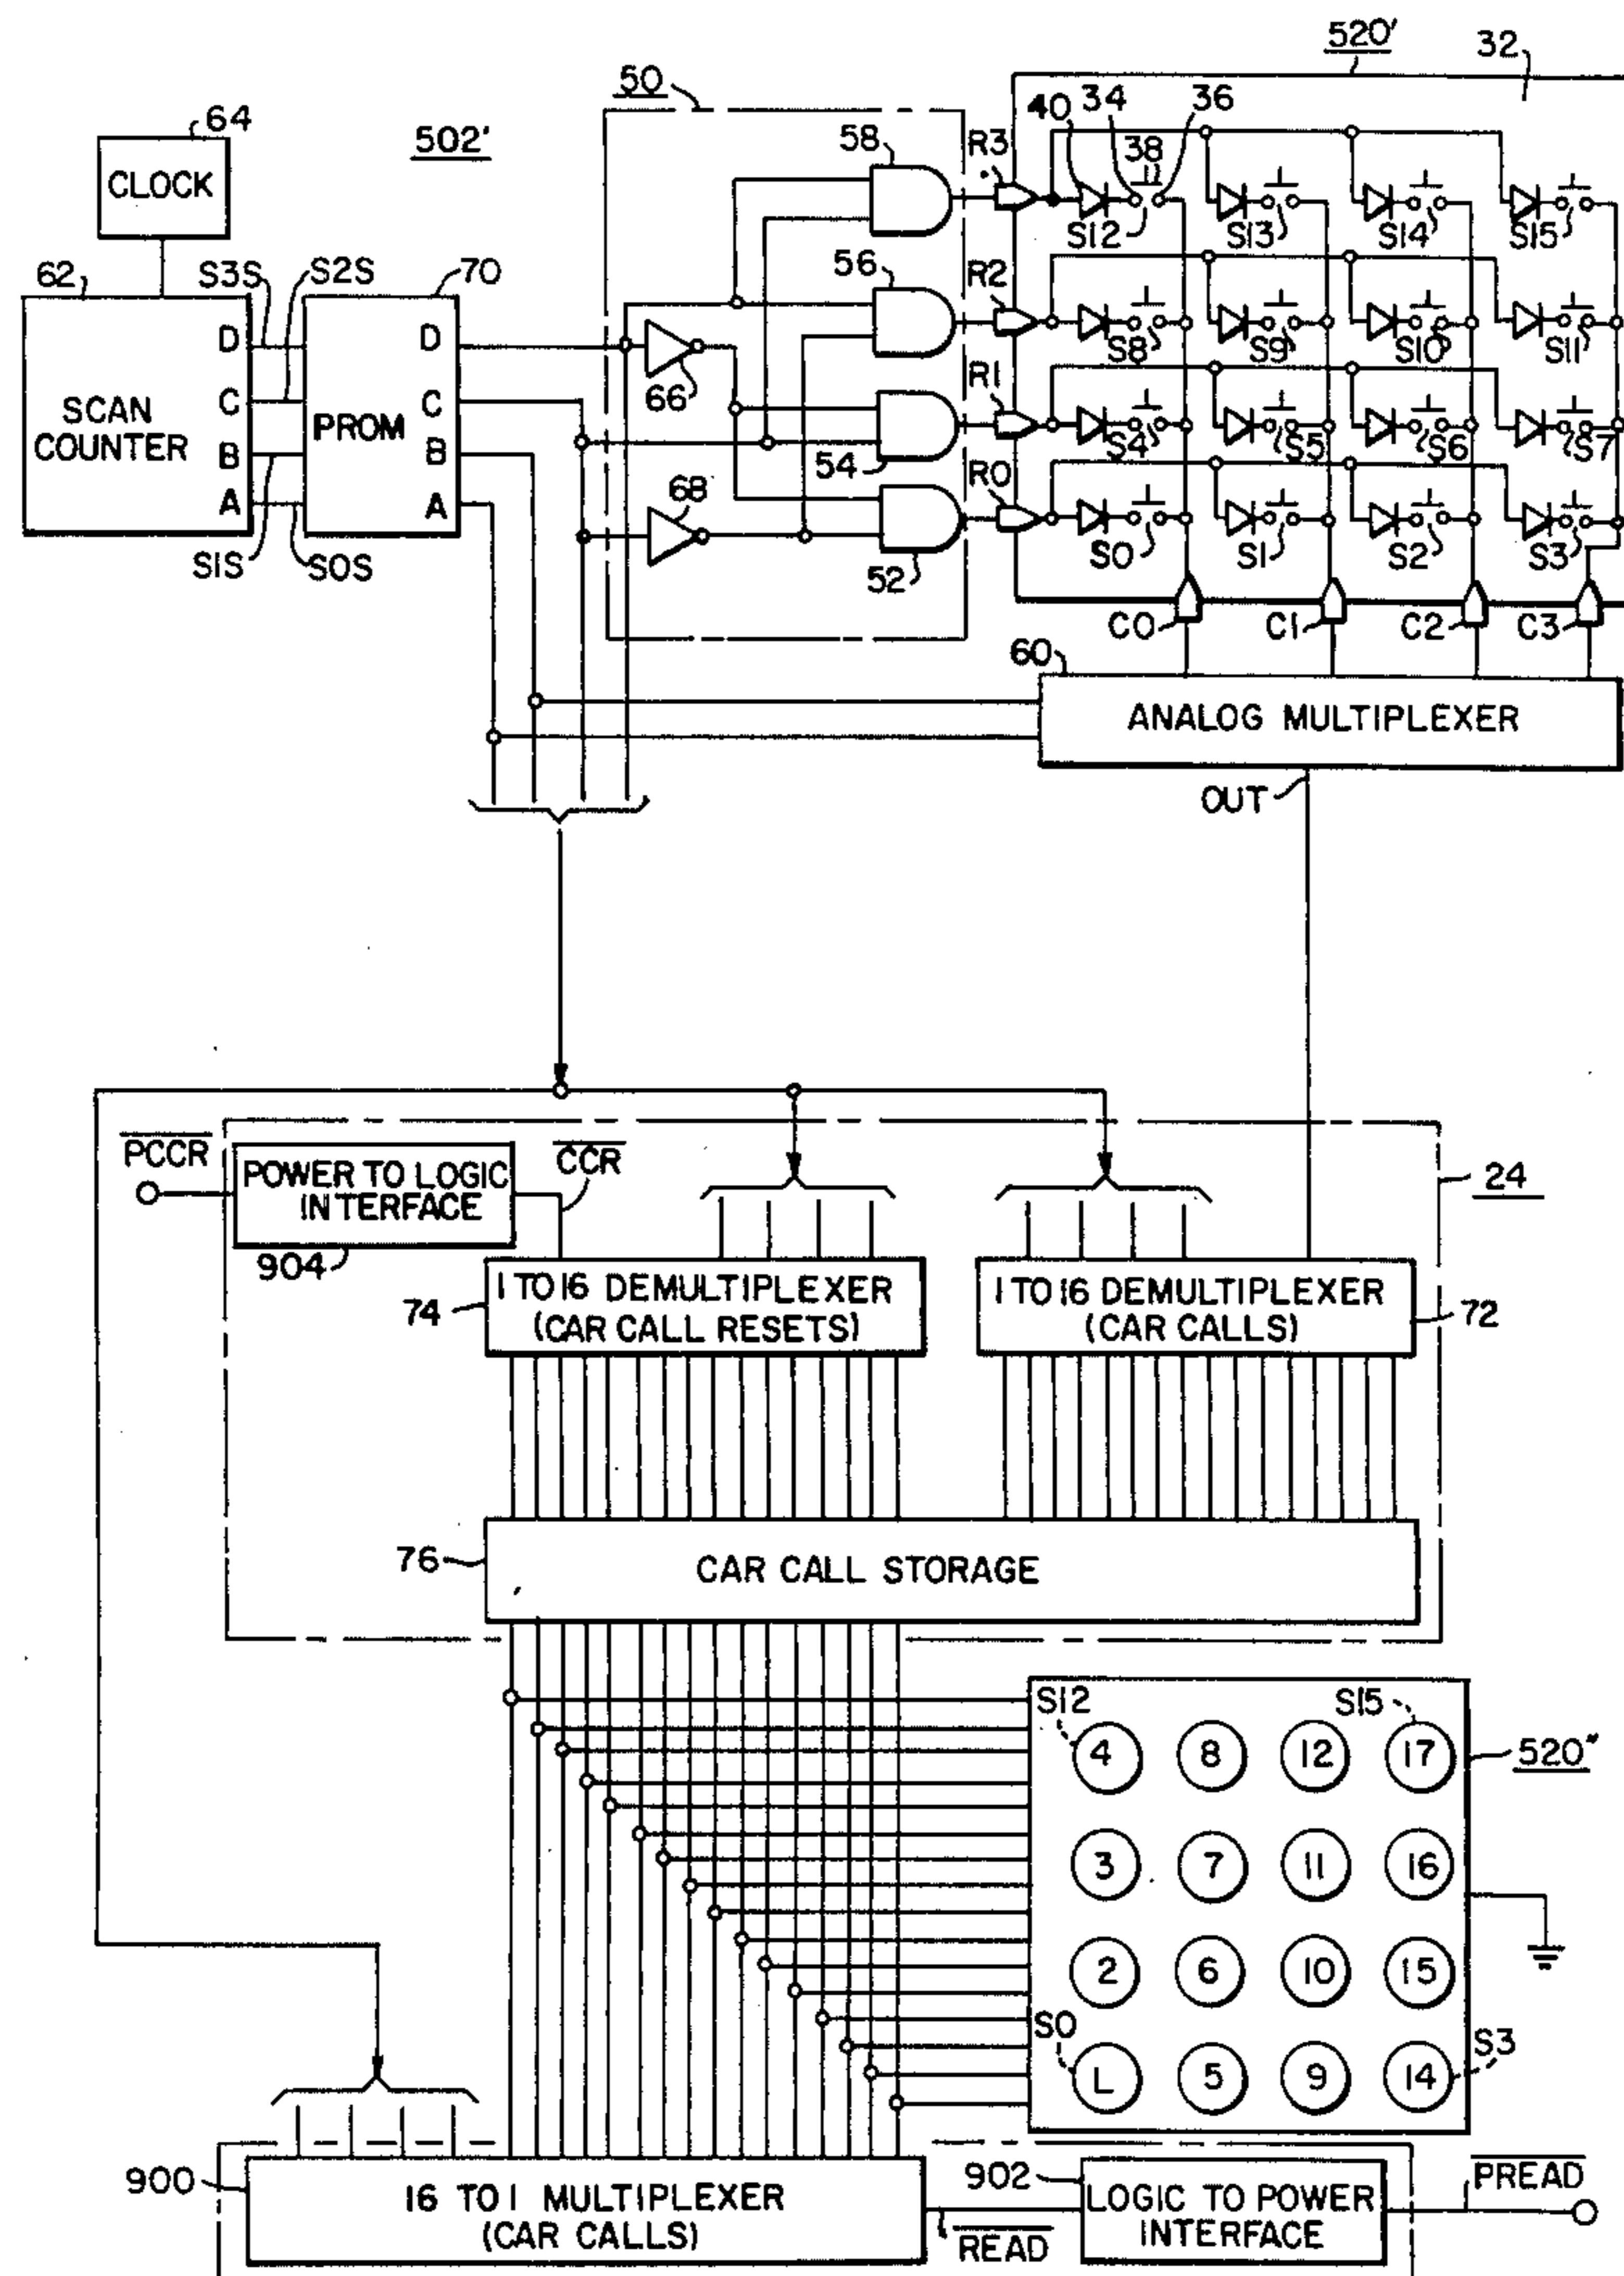 520' 32
64 502' 50 58 R3 40 34 36
38
CLOCK
S12 S13 S14 S15
62 S3S S2S 70 56 R2
D D
66 S8 S9 S10 S11
R1
SCAN COUNTER
C PROM C
B B
54 S4 S5 S6 S7
A A
68 R0
S1S S0S 52 S0 S1 S2 S3
C0 C1 C2 C3
60
ANALOG MULTIPLEXER
OUT
PCCR
POWER TO LOGIC
INTERFACE
CCR
24
904
74
1 TO 16 DEMULTIPLEXER
(CAR CALL RESETS)
1 TO 16 DEMULTIPLEXER
(CAR CALLS)
72
76
CAR CALL STORAGE
S12 S15
4 8 12 17
520"
3 7 11 16
2 6 10 15
S0 S3
L 5 9 14
900
16 TO 1 MULTIPLEXER
(CAR CALLS)
READ
902
LOGIC TO POWER
INTERFACE
PREAD